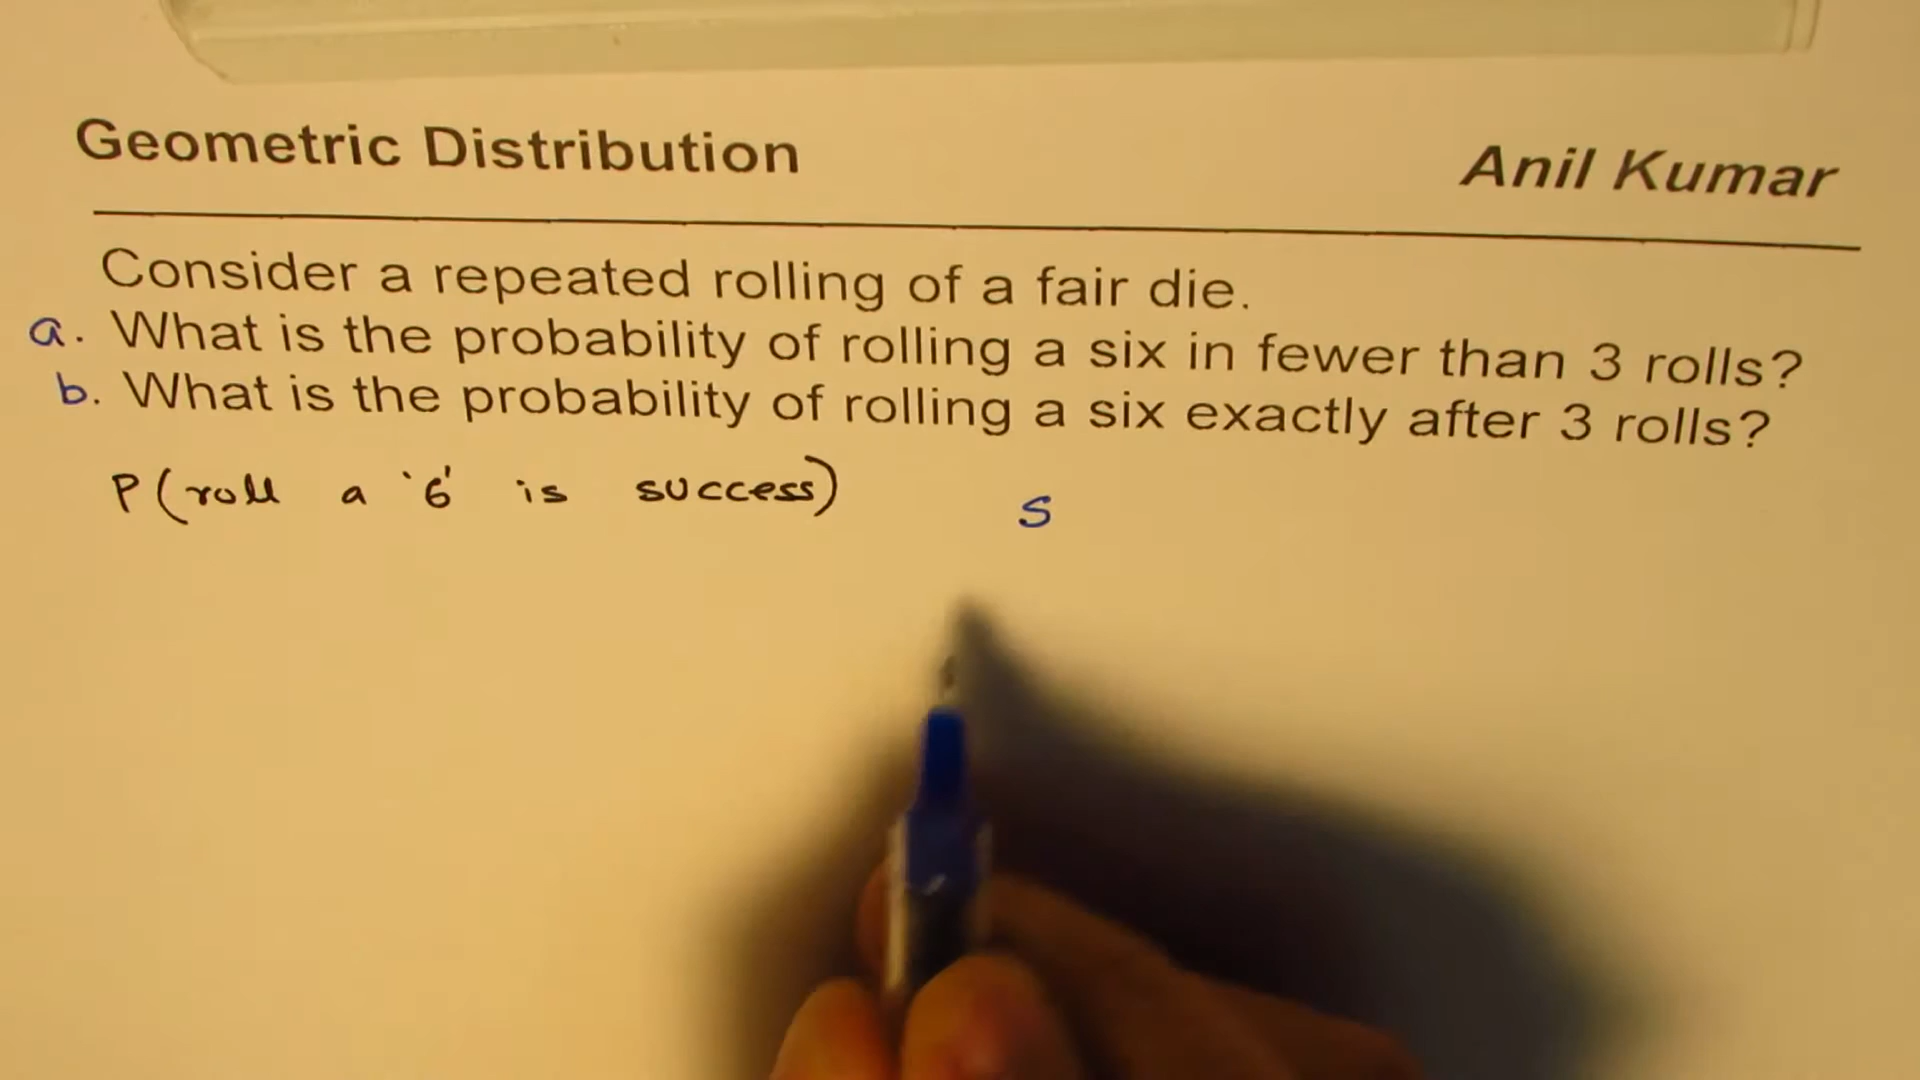 Geometric Distribution
Anil Kumar
Consider a repeated rolling of a fair die.
a. What is the probability of rolling a six in fewer than 3 rolls?
b. What is the probability of rolling a six exactly after 3 rolls?
P(roll a '6' is success) S